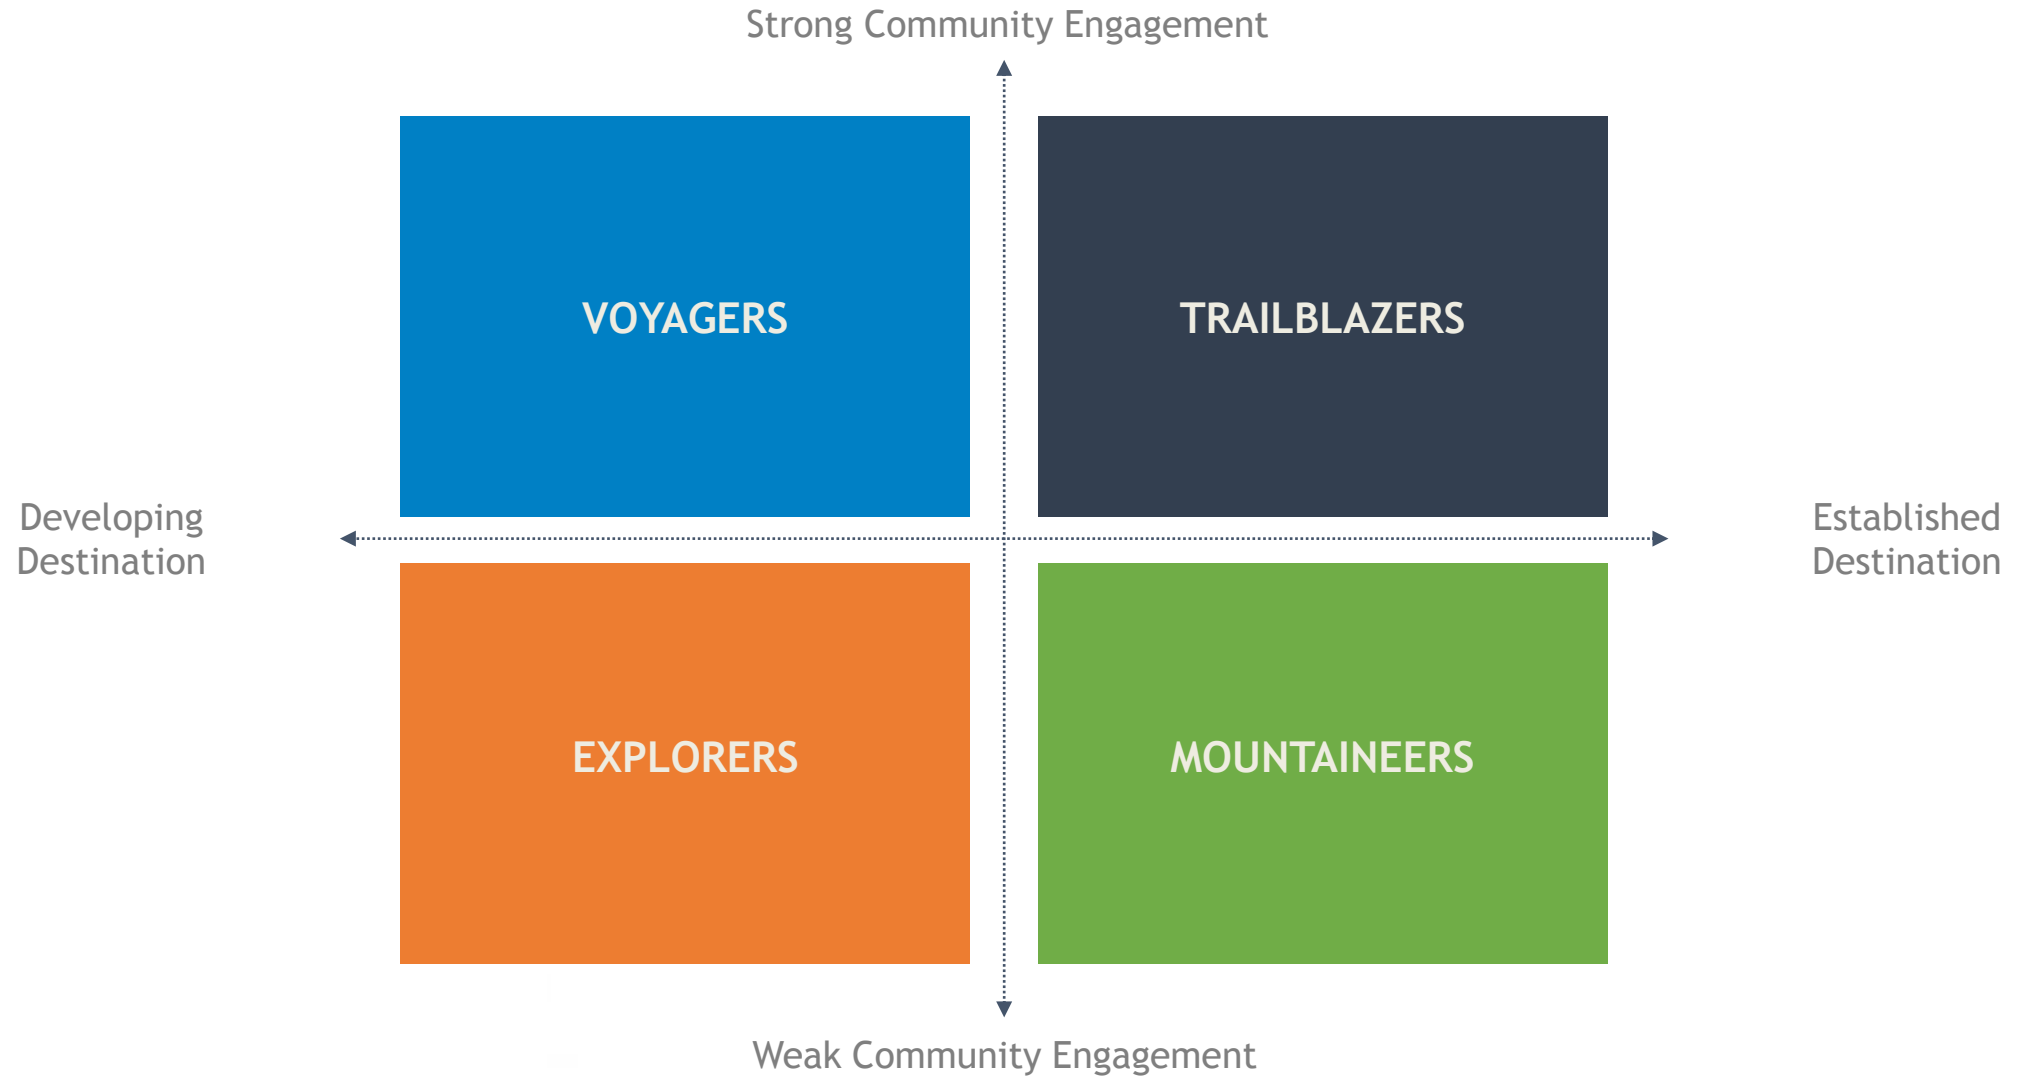 Strong Community Engagement
VOYAGERS
TRAILBLAZERS
Developing
Destination
Established
Destination
EXPLORERS
MOUNTAINEERS
Weak Community Engagement